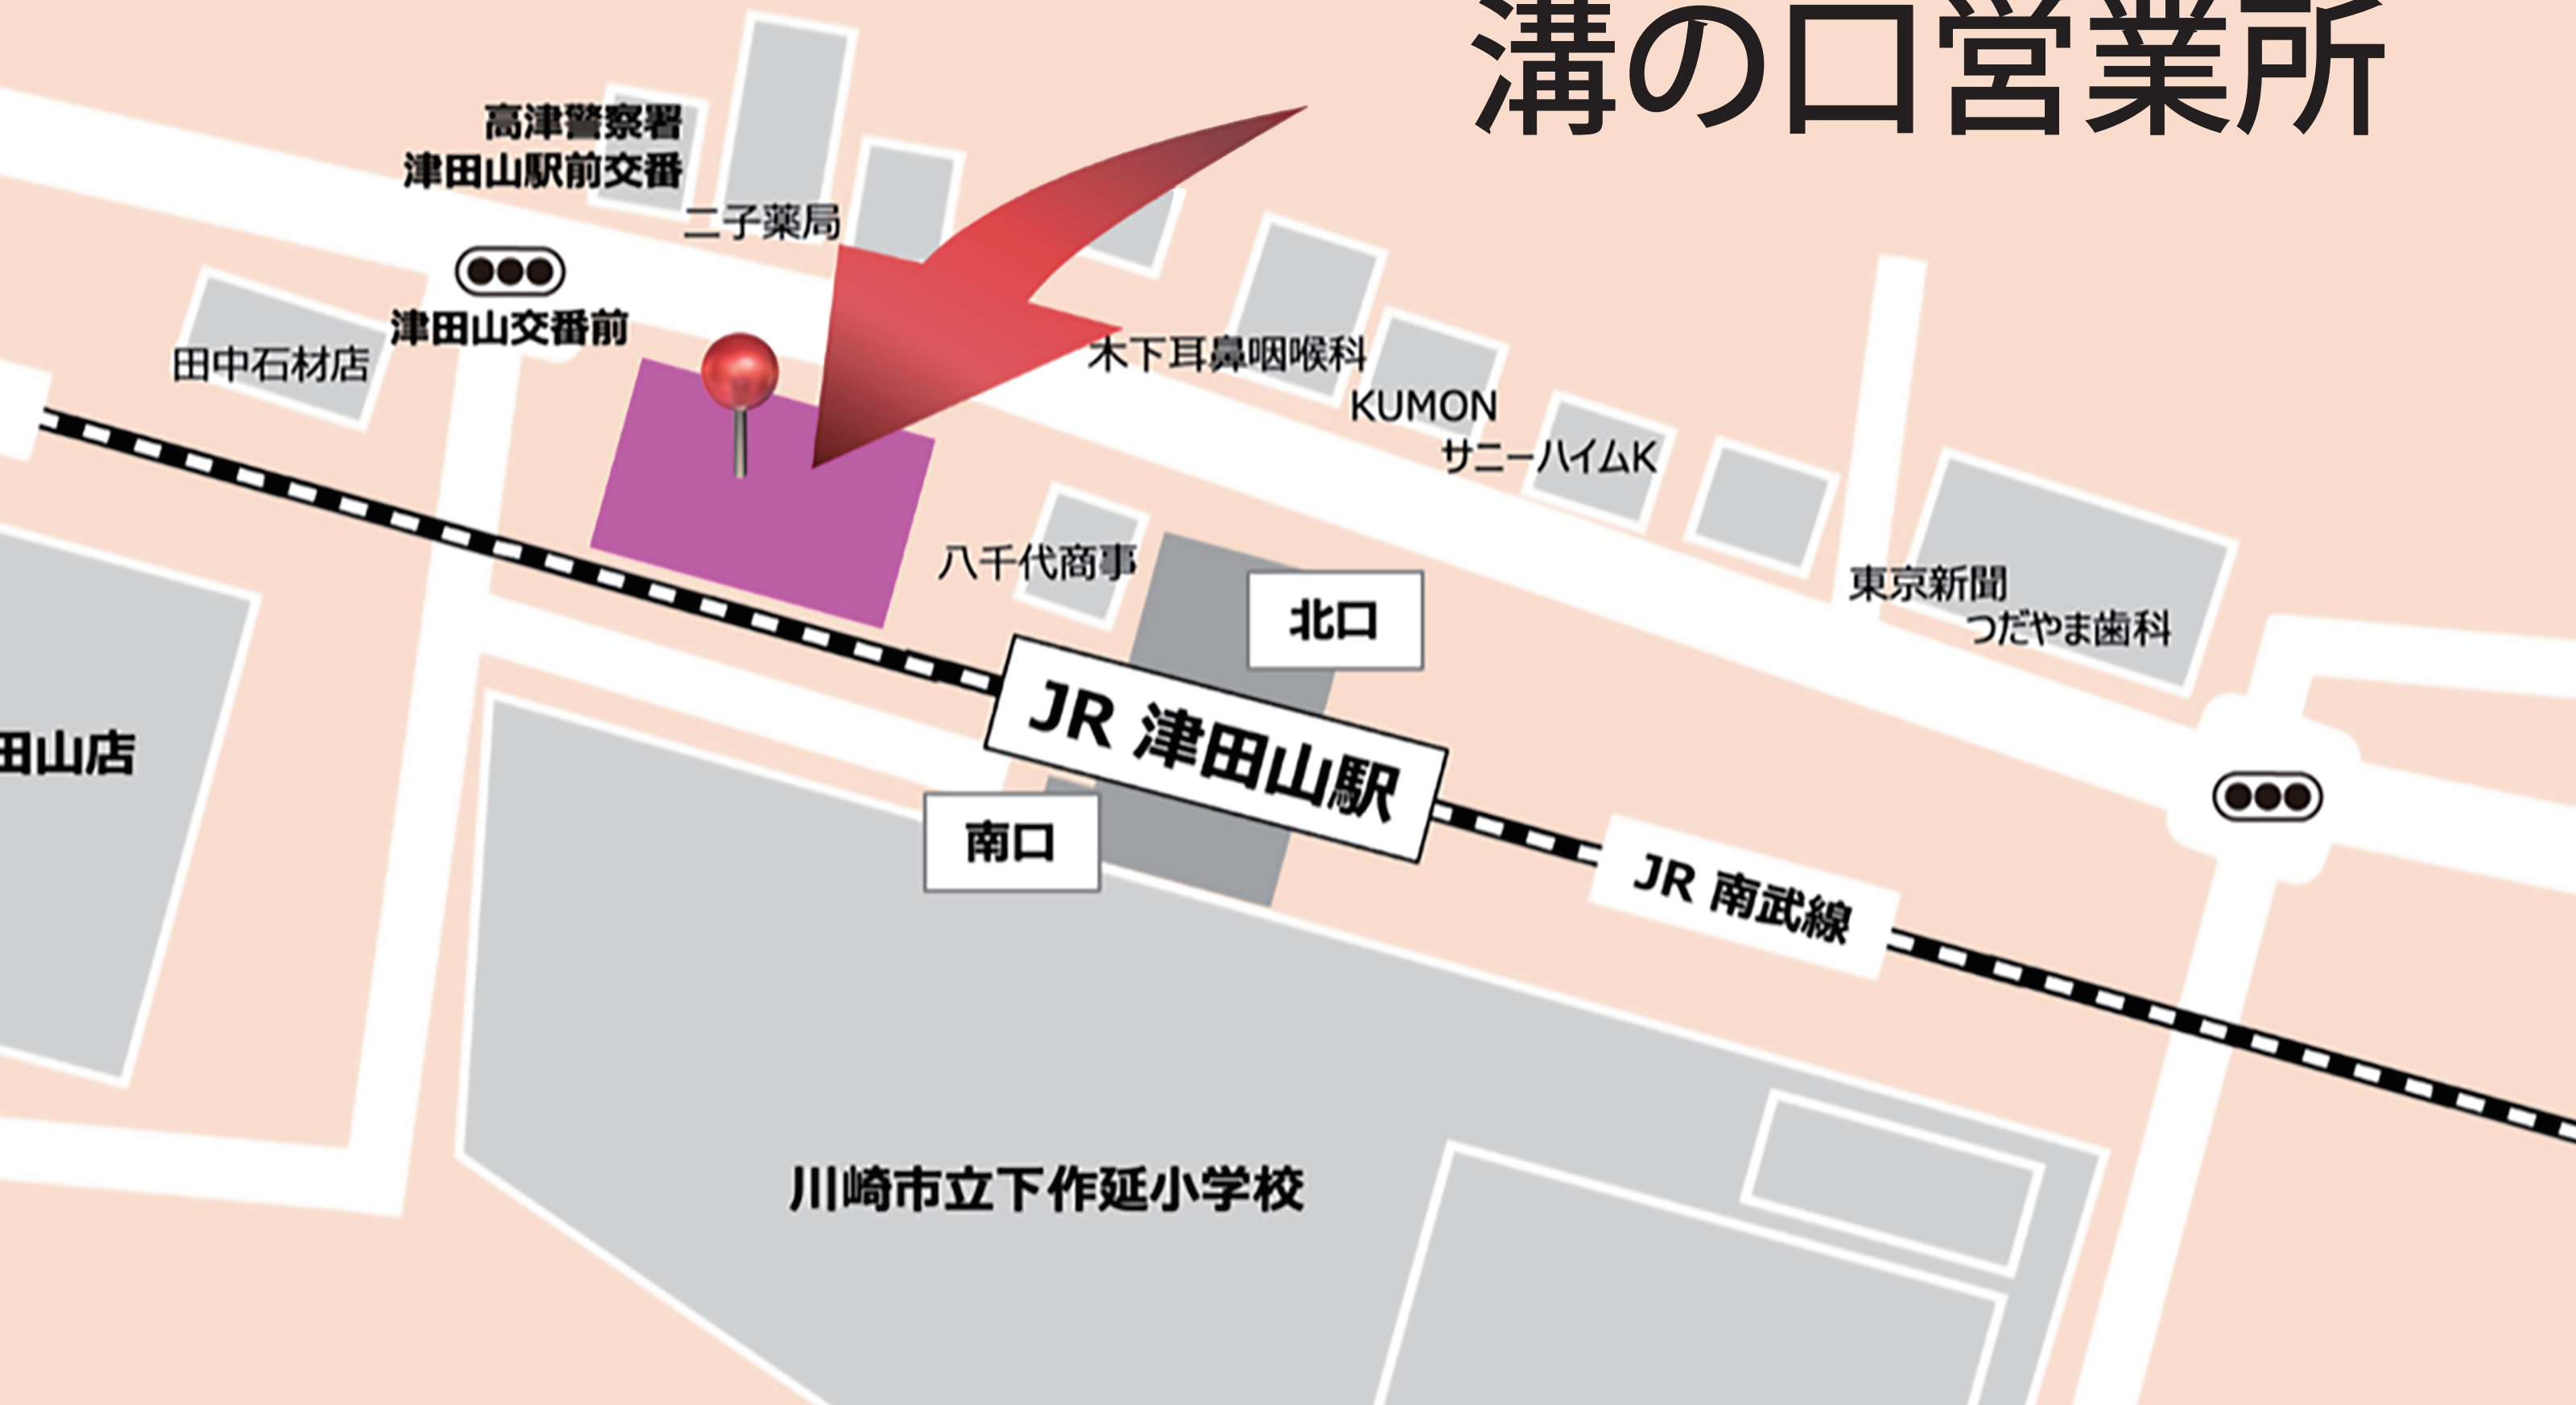 溝の口営業所
高津警察署
津田山駅前交番
二子薬局
津田山交番前
田中石材店
木下耳鼻咽喉科
KUMON
サニーハイムK
八千代商事
北口
東京新聞
つだやま歯科
JR 津田山駅
田山店
南口
JR 南武線
川崎市立下作延小学校